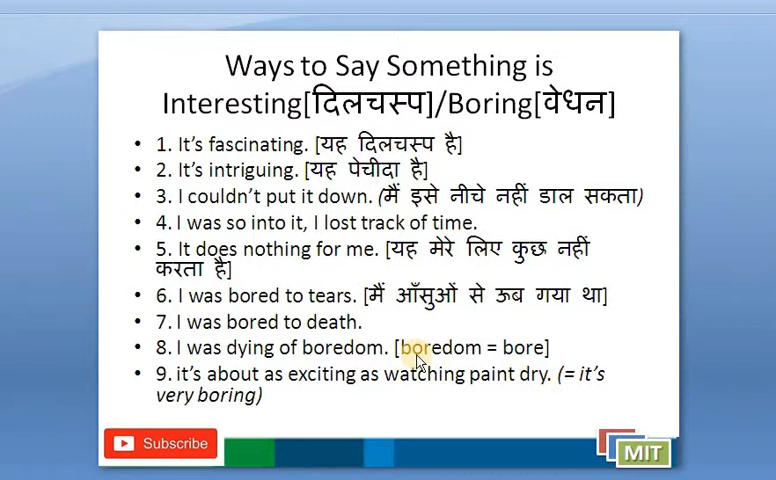 Ways to Say Something is
Interesting[दिलचस्प]/Boring[वेधन]
• 1. It's fascinating. [यह दिलचस्प है]
• 2. It's intriguing. [यह पेचीदा है]
• 3. I couldn't put it down. (मैं इसे नीचे नहीं डाल सकता)
• 4. I was so into it, I lost track of time.
• 5. It does nothing for me. [यह मेरे लिए कुछ नहीं
करता है]
• 6. I was bored to tears. [मैं आँसुओं से ऊब गया था]
• 7. I was bored to death.
• 8. I was dying of boredom. [boredom = bore]
• 9. it's about as exciting as watching paint dry. (= it's
very boring)
Subscribe
MIT